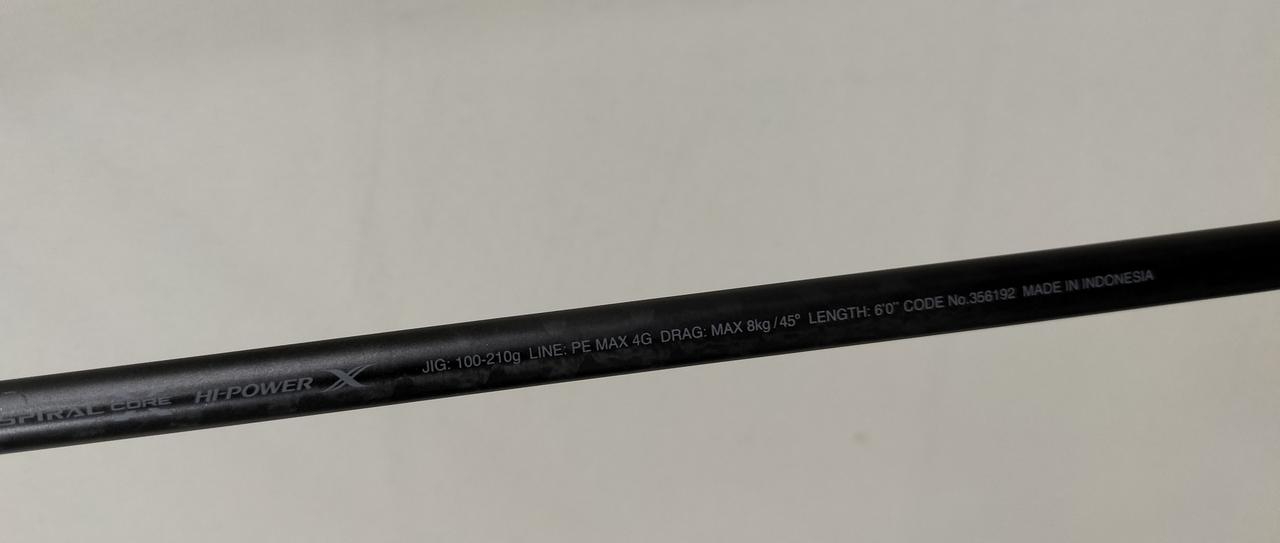 SPIRAL CORE HI-POWER X JIG: 100-210g LINE: PE MAX 4G DRAG: MAX 8kg/45° LENGTH: 6'0" CODE No.356192 MADE IN INDONESIA